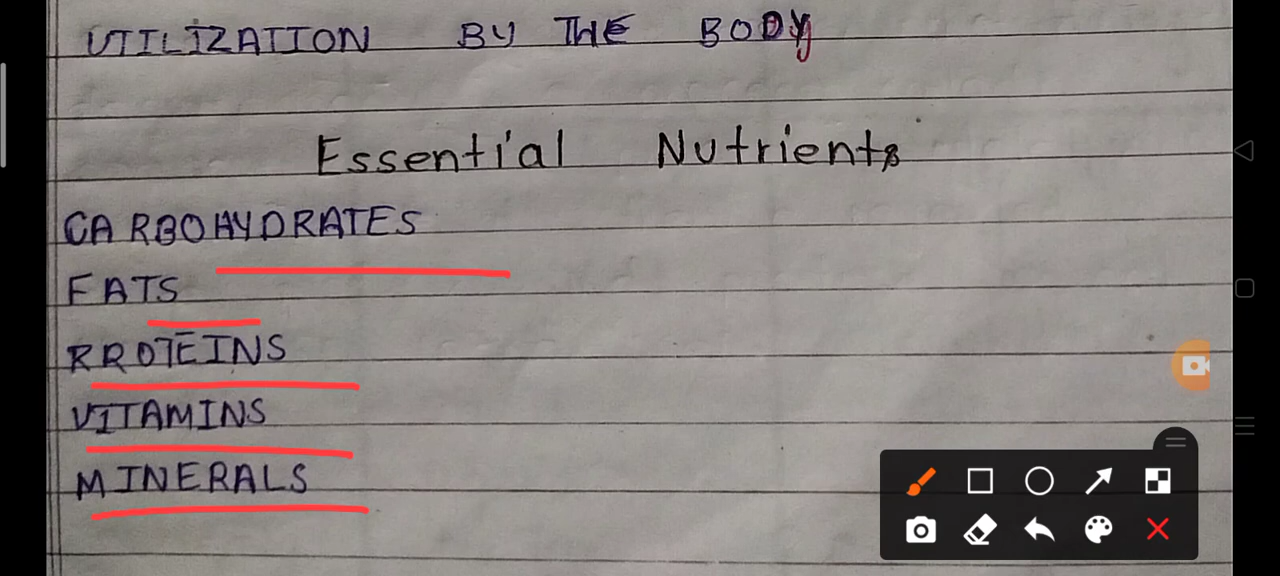 UTILIZATION BY THE BODY
Essential Nutrients
CARBOHYDRATES
FATS
RROTEINS
VITAMINS
MINERALS